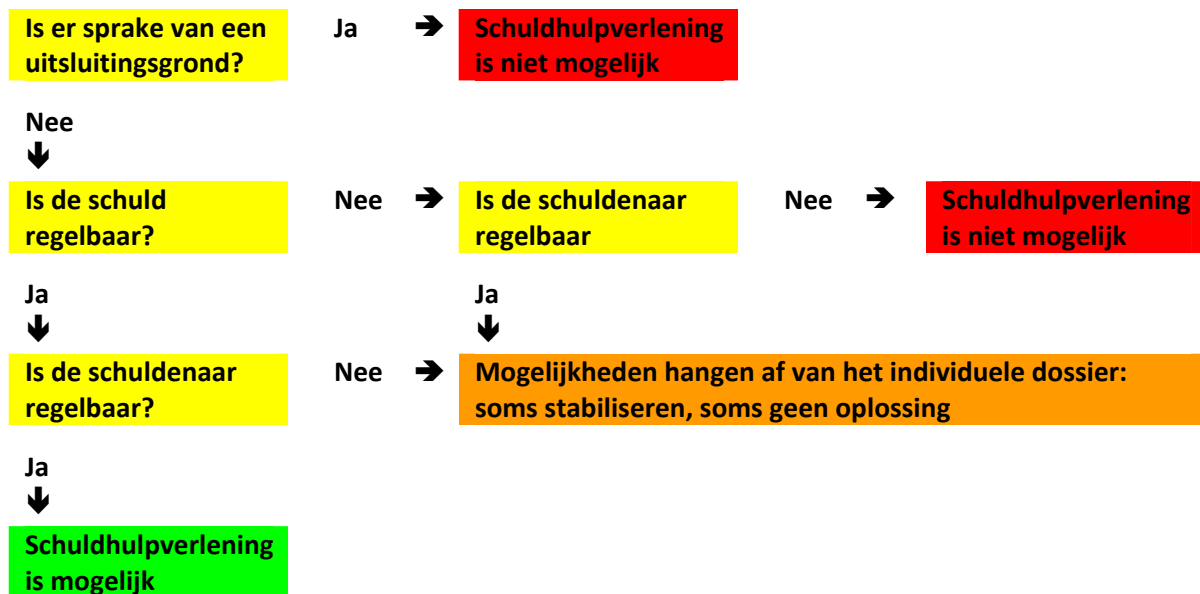 Is er sprake van een Ja ➔ Schuldhulpverlening
uitsluitingsgrond? is niet mogelijk
Nee
🡻
Is de schuld Nee ➔ Is de schuldenaar Nee ➔ Schuldhulpverlening
regelbaar? regelbaar is niet mogelijk
Ja Ja
🡻 🡻
Is de schuldenaar Nee ➔ Mogelijkheden hangen af van het individuele dossier:
regelbaar? soms stabiliseren, soms geen oplossing
Ja
🡻
Schuldhulpverlening
is mogelijk